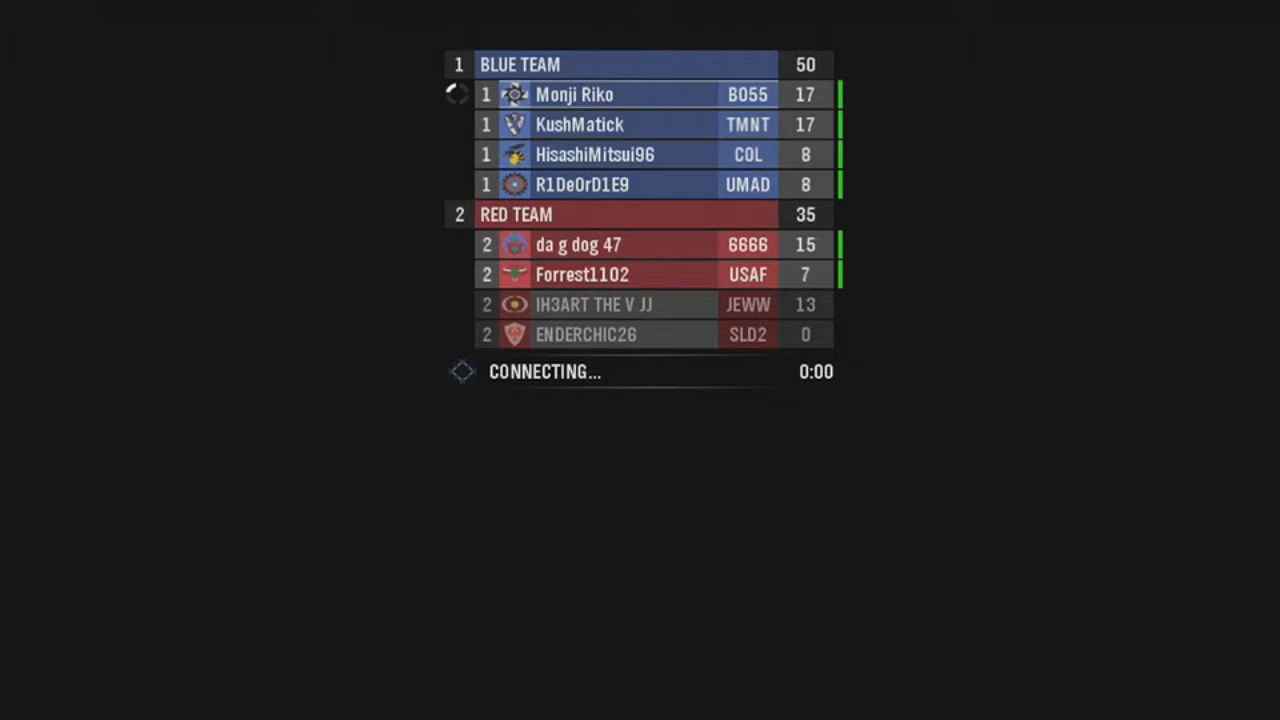 1 BLUE TEAM 50
1 Monji Riko BO55 17
1 KushMatick TMNT 17
1 HisashiMitsui96 COL 8
1 R1DeOrD1E9 UMAD 8
2 RED TEAM 35
2 da g dog 47 6666 15
2 Forrest1102 USAF 7
2 IH3ART THE V JJ JEWW 13
2 ENDERCHIC26 SLD2 0
CONNECTING... 0:00